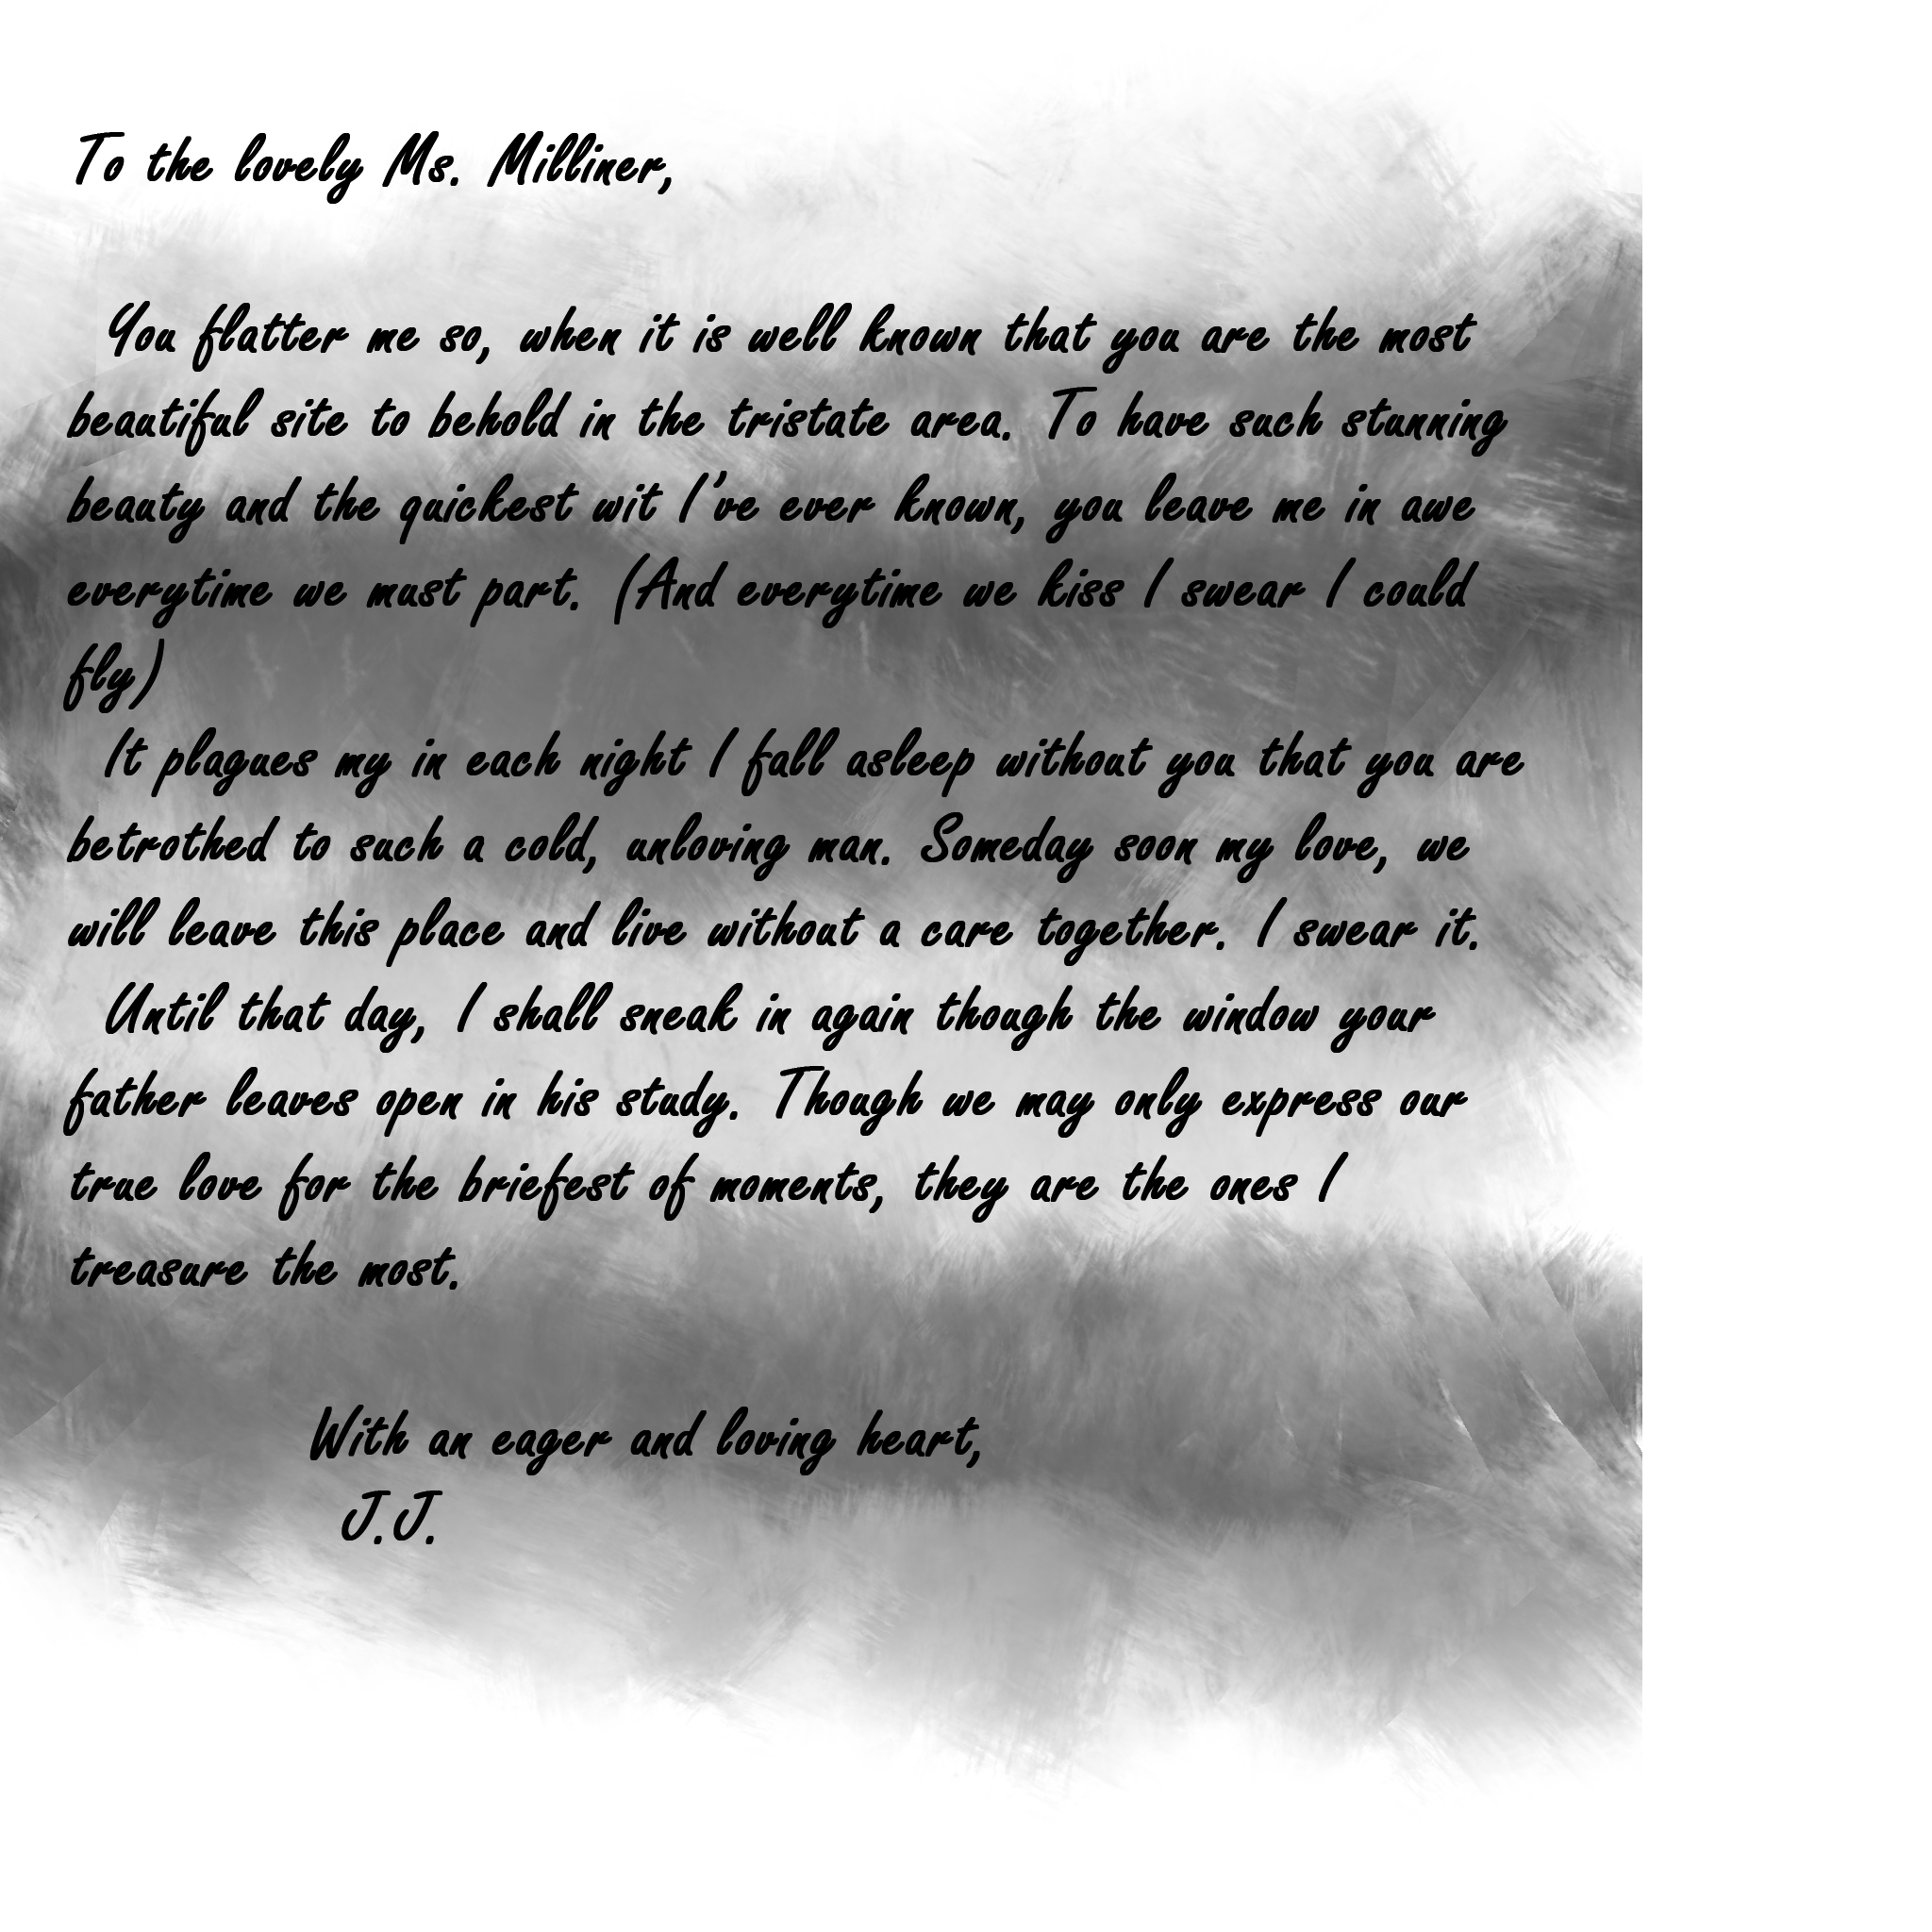 To the lovely Ms. Milliner,
You flatter me so, when it is well known that you are the most
beautiful site to behold in the tristate area. To have such stunning
beauty and the quickest wit I've ever known, you leave me in awe
everytime we must part. (And everytime we kiss I swear I could
fly)
It plagues my in each night I fall asleep without you that you are
betrothed to such a cold, unloving man. Someday soon my love, we
will leave this place and live without a care together. I swear it.
Until that day, I shall sneak in again though the window your
father leaves open in his study. Though we may only express our
true love for the briefest of moments, they are the ones I
treasure the most.
With an eager and loving heart,
J.J.